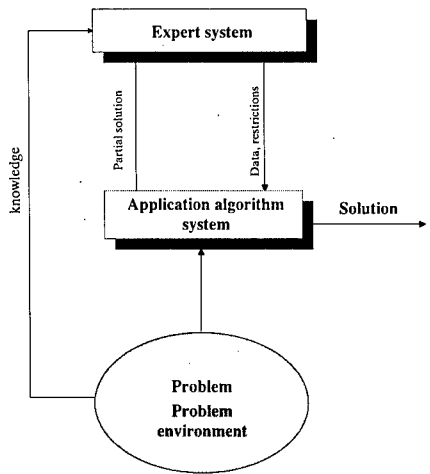 Expert system
Partial solution
Data, restrictions
knowledge
Application algorithm
system
Solution
Problem
Problem
environment